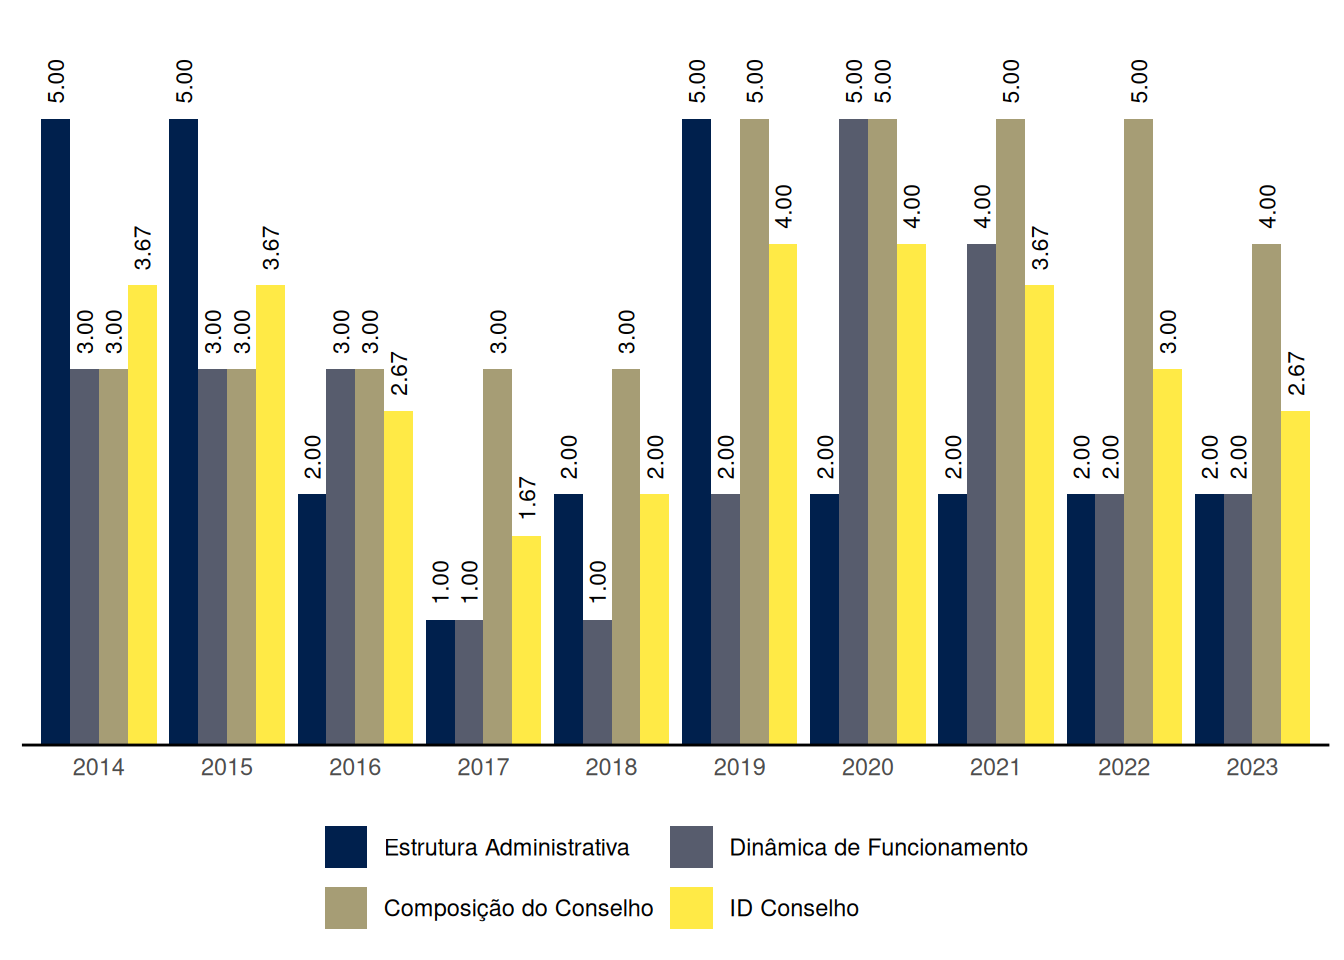 5.00 3.00 3.00 3.67 5.00 3.00 3.00 3.67 2.00 3.00 3.00 2.67 1.00 1.00 3.00 1.67 2.00 1.00 3.00 2.00 5.00 2.00 5.00 4.00 2.00 5.00 5.00 4.00 2.00 4.00 5.00 3.67 2.00 2.00 5.00 3.00 2.00 2.00 4.00 2.67
2014 2015 2016 2017 2018 2019 2020 2021 2022 2023
Estrutura Administrativa Dinâmica de Funcionamento
Composição do Conselho ID Conselho